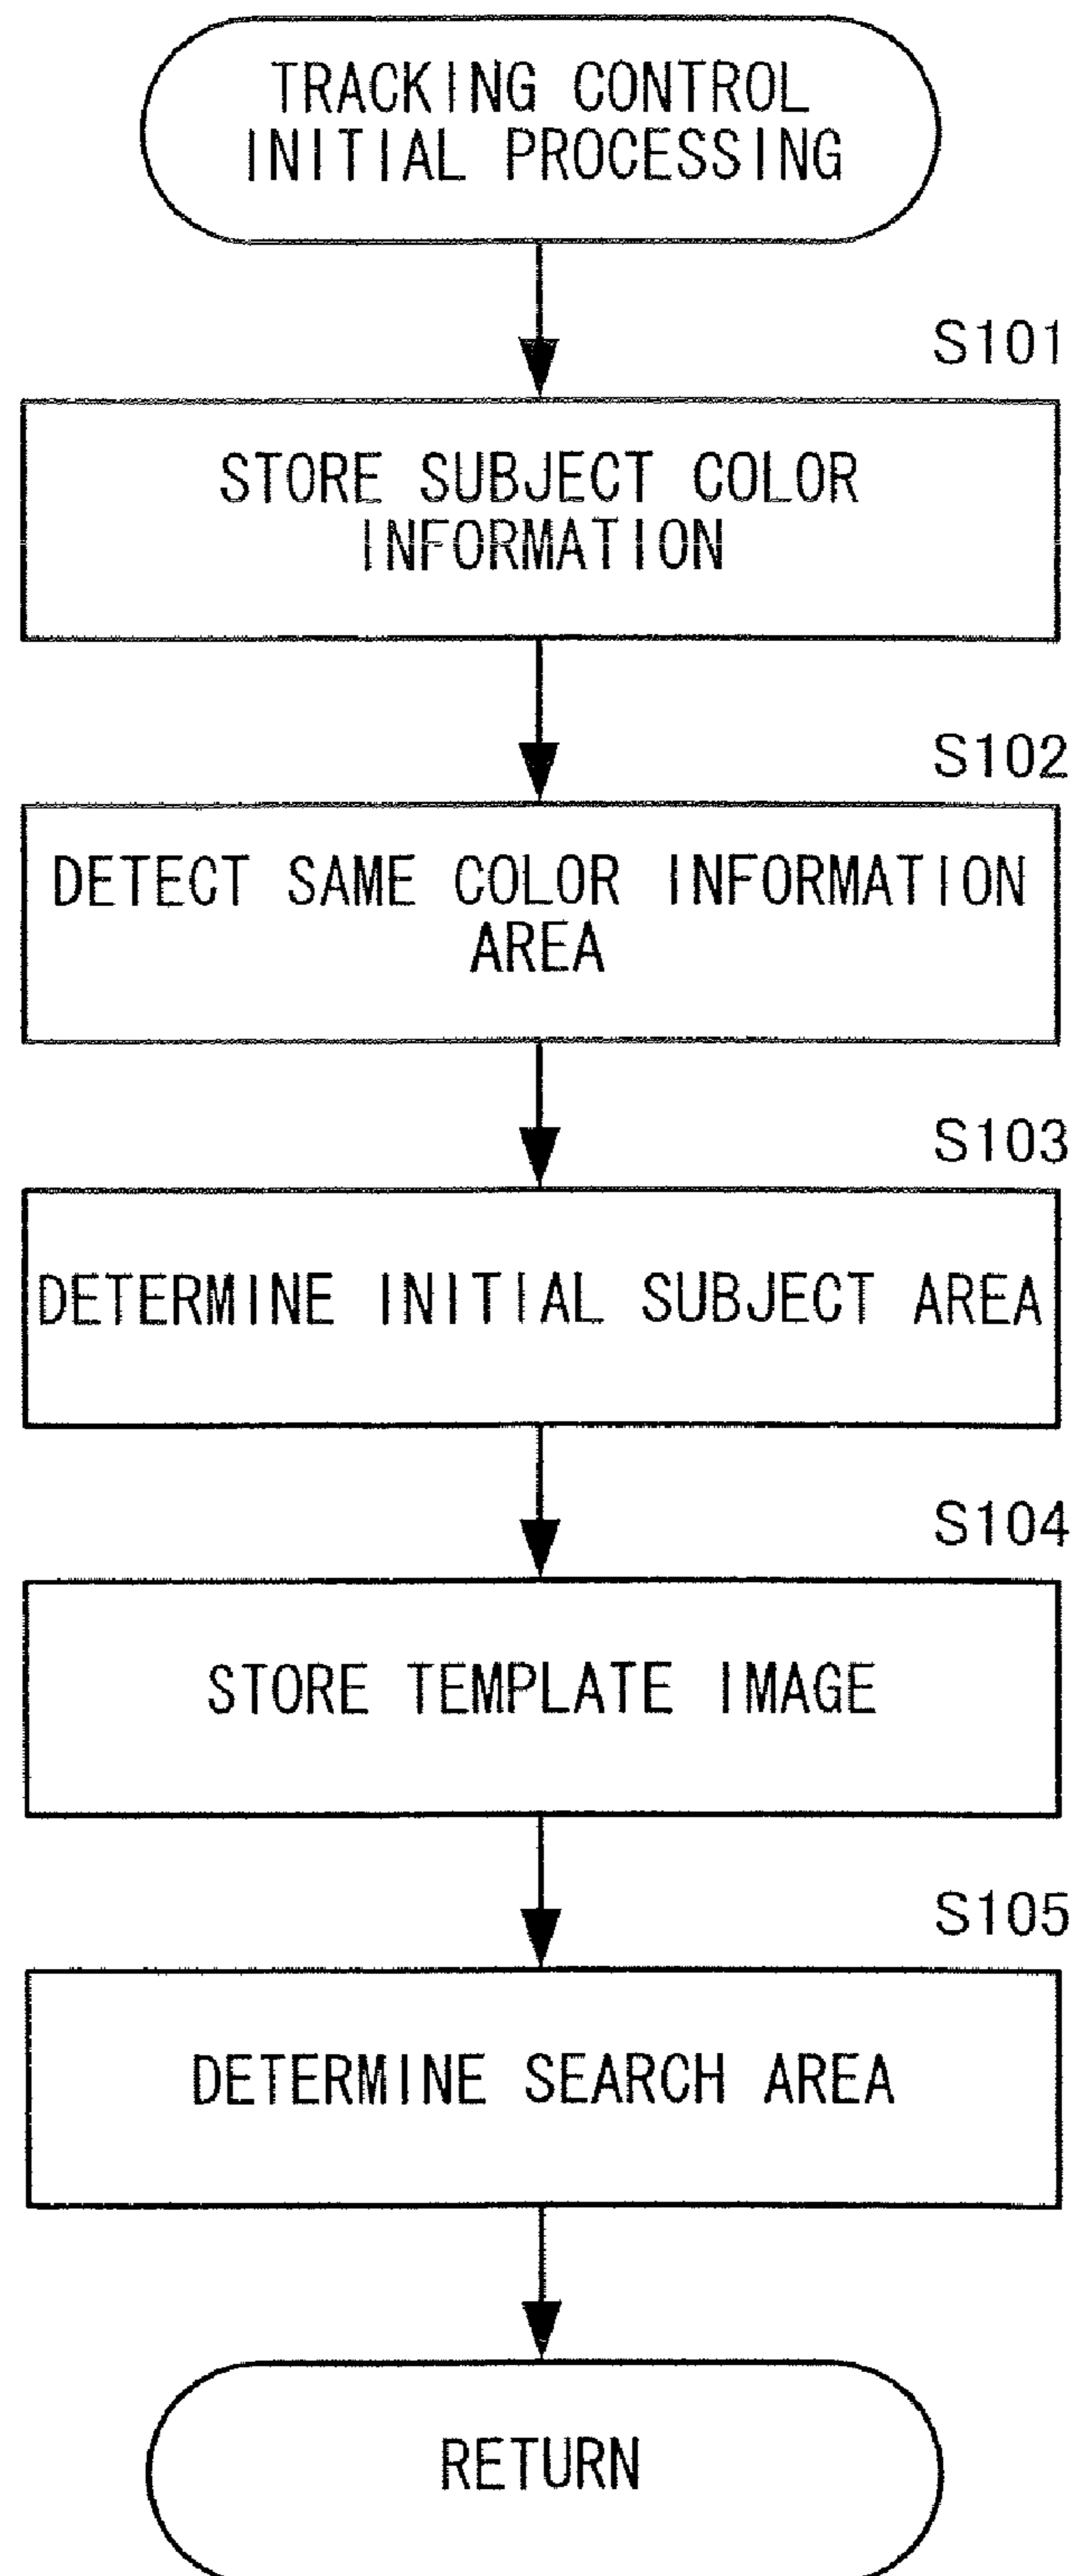 TRACKING CONTROL
INITIAL PROCESSING
S101
STORE SUBJECT COLOR
INFORMATION
S102
DETECT SAME COLOR INFORMATION
AREA
S103
DETERMINE INITIAL SUBJECT AREA
S104
STORE TEMPLATE IMAGE
S105
DETERMINE SEARCH AREA
RETURN